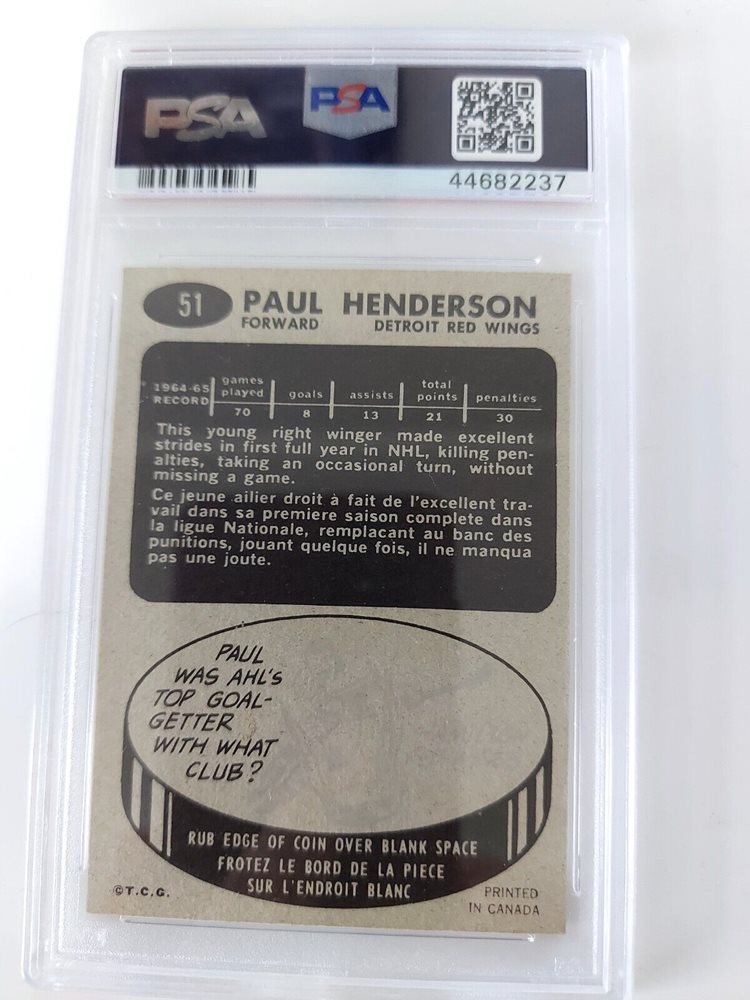 PSA PSA
44682237
51 PAUL HENDERSON
FORWARD DETROIT RED WINGS
1964-65 RECORD games played goals assists total points penalties
70 8 13 21 30
This young right winger made excellent
strides in first full year in NHL, killing pen-
alties, taking an occasional turn, without
missing a game.
Ce jeune ailier droit à fait de l'excellent tra-
vail dans sa premiere saison complete dans
la ligue Nationale, remplacant au banc des
punitions, jouant quelque fois, il ne manqua
pas une joute.
PAUL
WAS AHL'S
TOP GOAL-
GETTER
WITH WHAT
CLUB?
RUB EDGE OF COIN OVER BLANK SPACE
FROTEZ LE BORD DE LA PIECE
SUR L'ENDROIT BLANC
©T.C.G.
PRINTED
IN CANADA